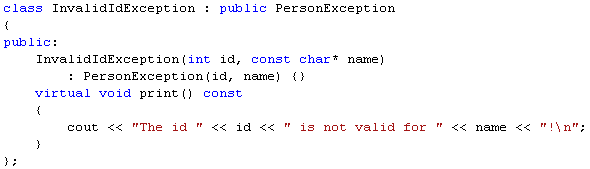 class InvalidIdException : public PersonException
{
public:
    InvalidIdException(int id, const char* name)
        : PersonException(id, name) {}
    virtual void print() const
    {
        cout << "The id " << id << " is not valid for " << name << "!\n";
    }
};